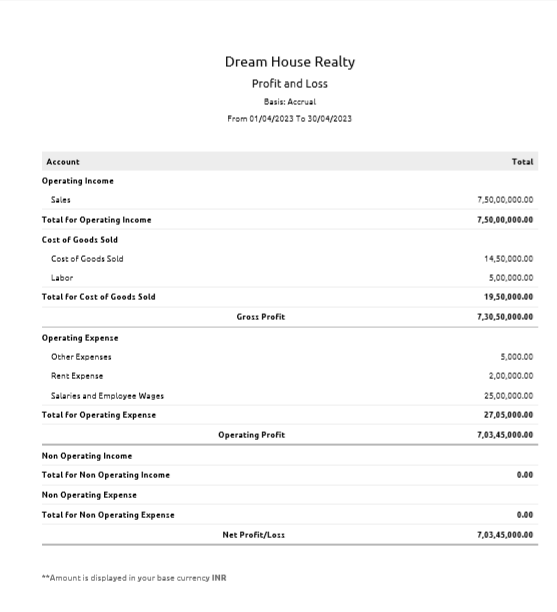 Dream House Realty
Profit and Loss
Basis: Accrual
From 01/04/2023 To 30/04/2023
Account Total
Operating Income
Sales 7,50,00,000.00
Total for Operating Income 7,50,00,000.00
Cost of Goods Sold
Cost of Goods Sold 14,50,000.00
Labor 5,00,000.00
Total for Cost of Goods Sold 19,50,000.00
Gross Profit 7,30,50,000.00
Operating Expense
Other Expenses 5,000.00
Rent Expense 2,00,000.00
Salaries and Employee Wages 25,00,000.00
Total for Operating Expense 27,05,000.00
Operating Profit 7,03,45,000.00
Non Operating Income
Total for Non Operating Income 0.00
Non Operating Expense
Total for Non Operating Expense 0.00
Net Profit/Loss 7,03,45,000.00
**Amount is displayed in your base currency INR